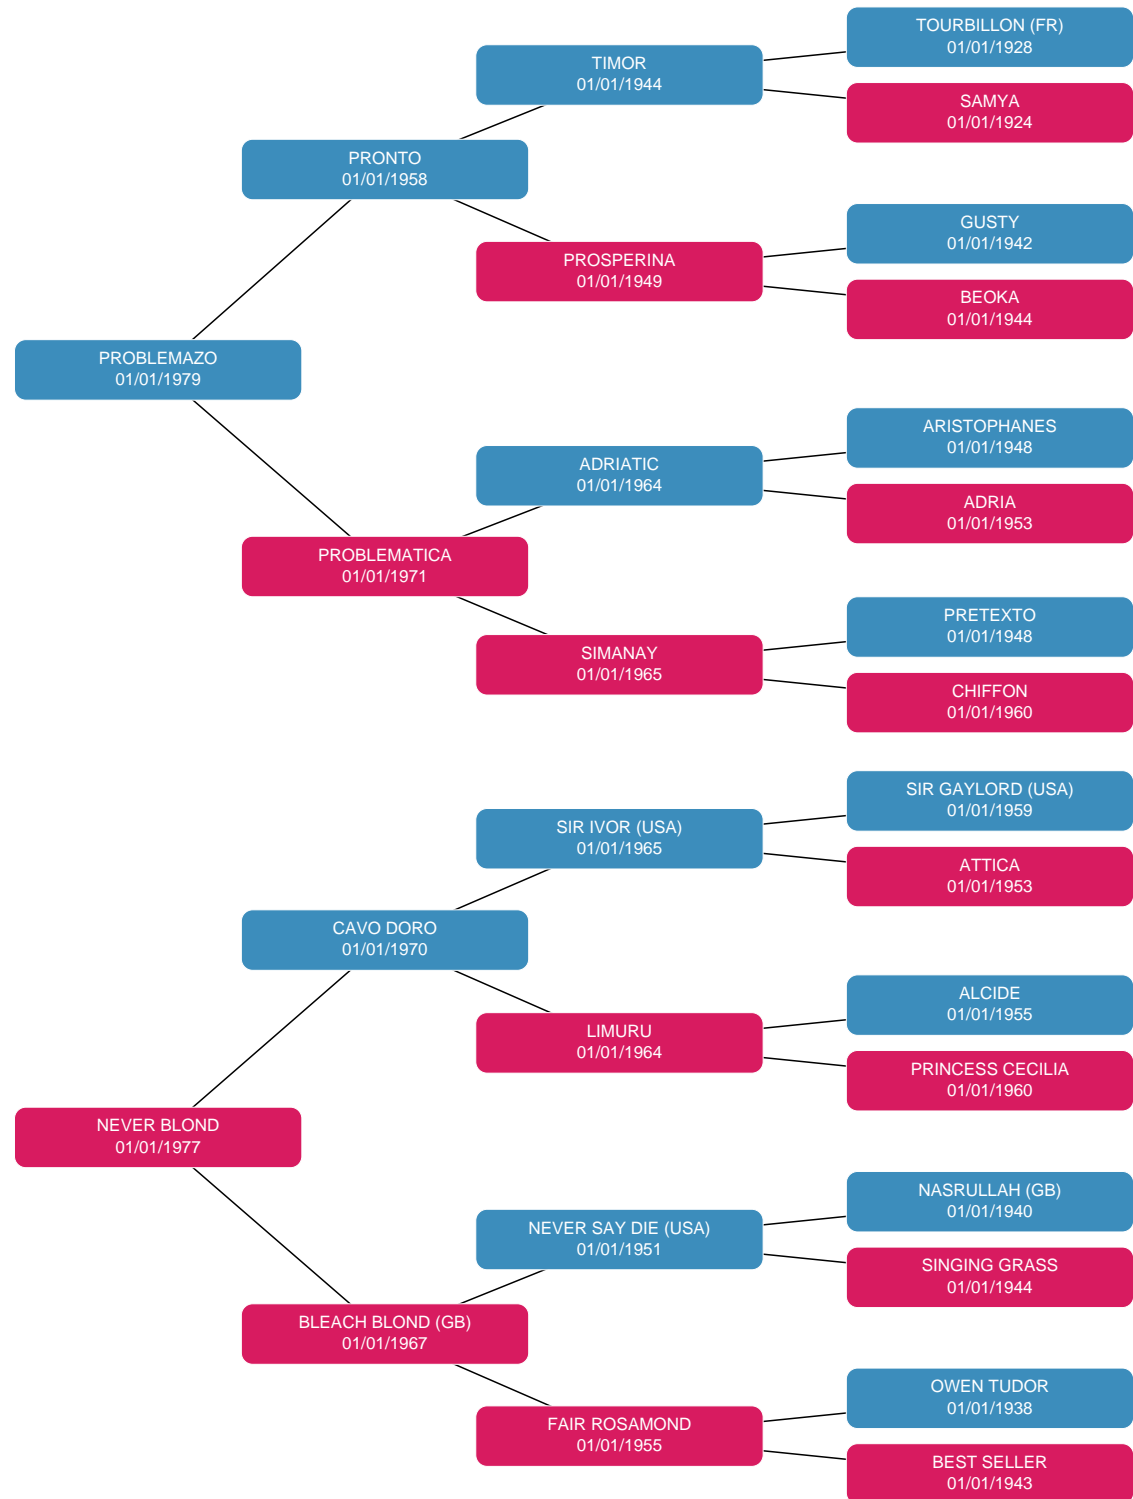 TOURBILLON (FR)
01/01/1928
TIMOR
01/01/1944
SAMYA
01/01/1924
PRONTO
01/01/1958
GUSTY
01/01/1942
PROSPERINA
01/01/1949
BEOKA
01/01/1944
PROBLEMAZO
01/01/1979
ARISTOPHANES
01/01/1948
ADRIATIC
01/01/1964
ADRIA
01/01/1953
PROBLEMATICA
01/01/1971
PRETEXTO
01/01/1948
SIMANAY
01/01/1965
CHIFFON
01/01/1960
SIR GAYLORD (USA)
01/01/1959
SIR IVOR (USA)
01/01/1965
ATTICA
01/01/1953
CAVO DORO
01/01/1970
ALCIDE
01/01/1955
LIMURU
01/01/1964
PRINCESS CECILIA
01/01/1960
NEVER BLOND
01/01/1977
NASRULLAH (GB)
01/01/1940
NEVER SAY DIE (USA)
01/01/1951
SINGING GRASS
01/01/1944
BLEACH BLOND (GB)
01/01/1967
OWEN TUDOR
01/01/1938
FAIR ROSAMOND
01/01/1955
BEST SELLER
01/01/1943